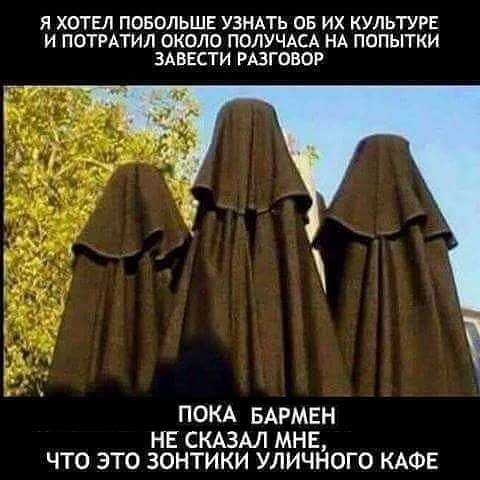 Я ХОТЕЛ ПОБОЛЬШЕ УЗНАТЬ ОБ ИХ КУЛЬТУРЕ
И ПОТРАТИЛ ОКОЛО ПОЛУЧАСА НА ПОПЫТКИ
ЗАВЕСТИ РАЗГОВОР
ПОКА БАРМЕН
НЕ СКАЗАЛ МНЕ,
ЧТО ЭТО ЗОНТИКИ УЛИЧНОГО КАФЕ